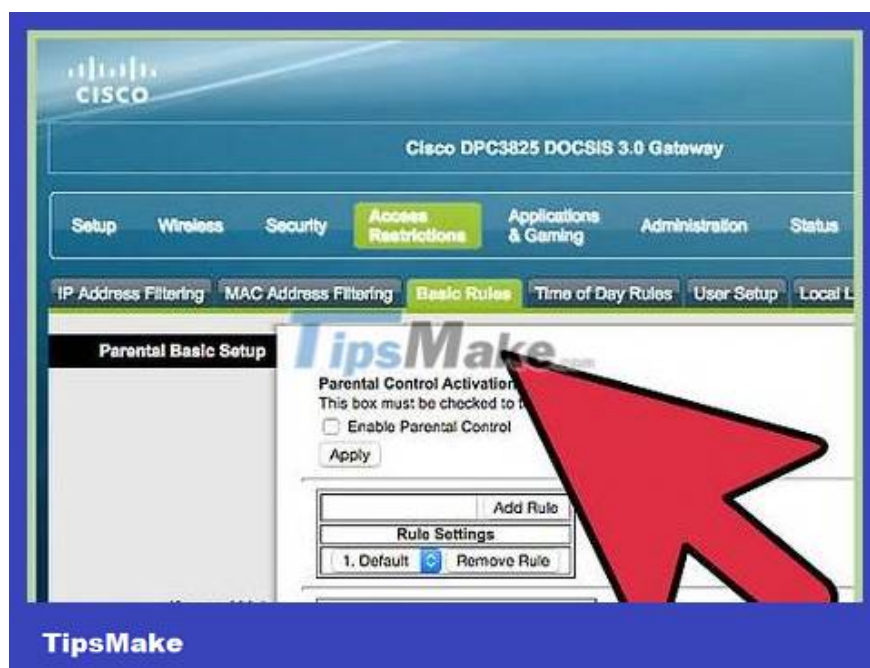 CISCO
Cisco DPC3825 DOCSIS 3.0 Gateway
Setup Wireless Security Access Restrictions Applications & Gaming Administration Status
IP Address Filtering MAC Address Filtering Basic Rules Time of Day Rules User Setup Local L
Parental Basic Setup
TipsMake.com
Parental Control Activation
This box must be checked to t
Enable Parental Control
Apply
Add Rule
Rule Settings
1. Default Remove Rule
TipsMake